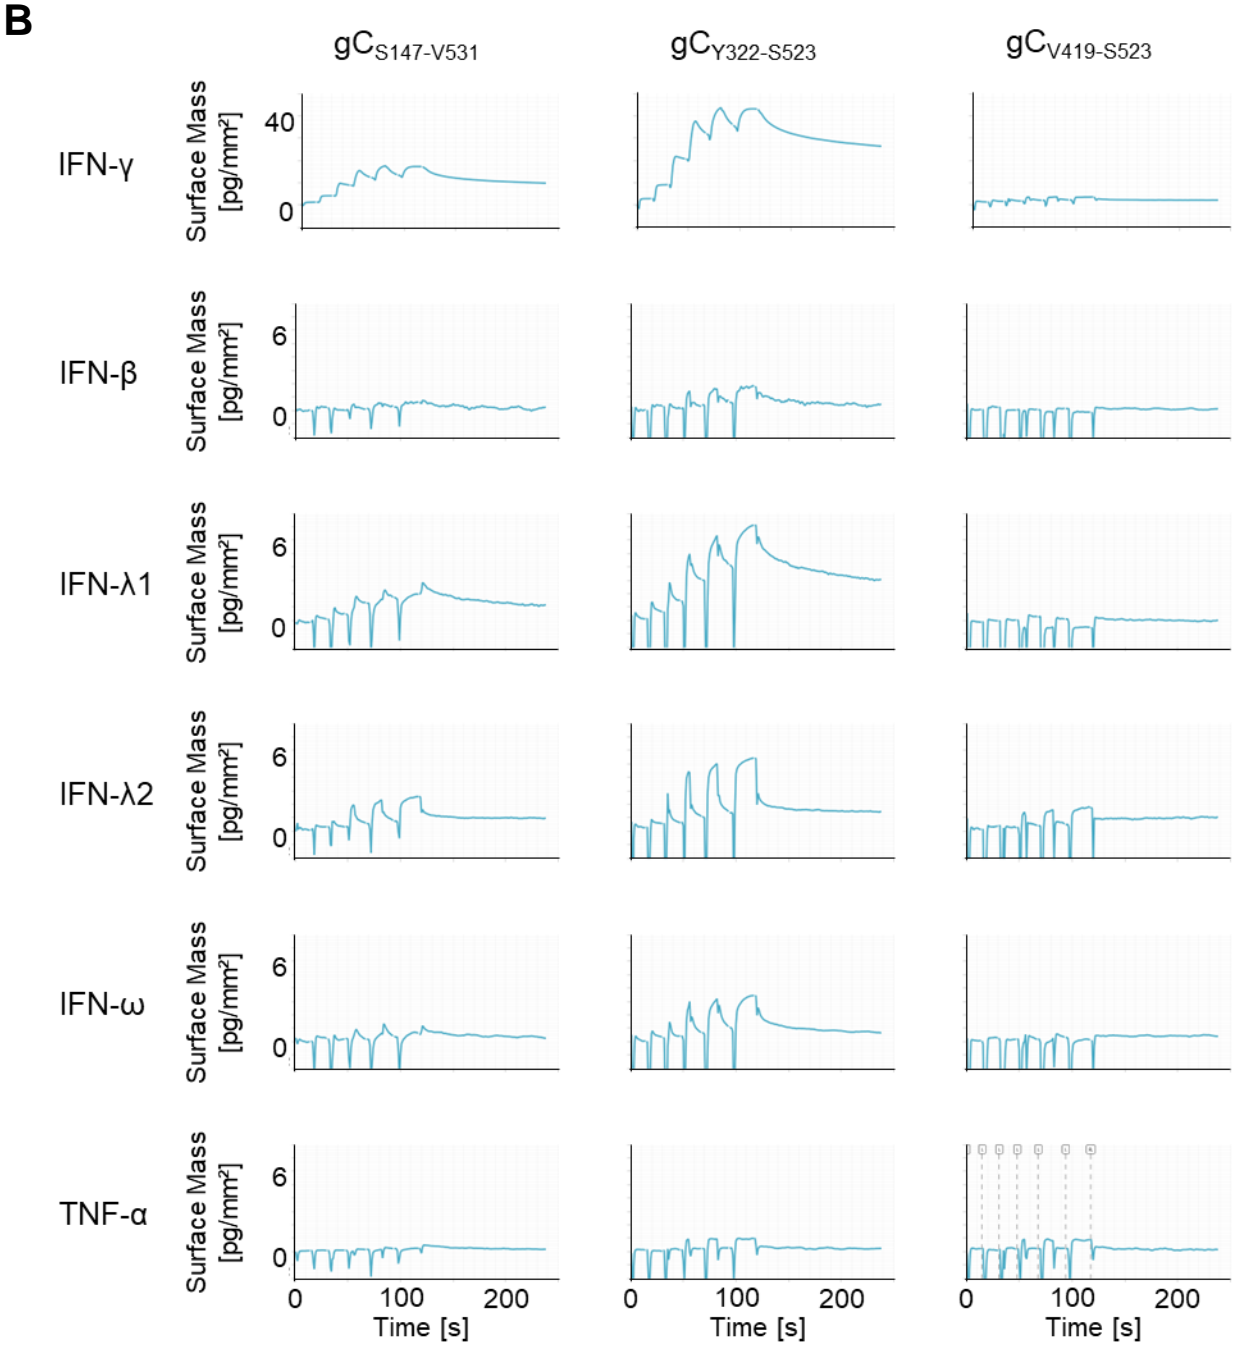 B
gCS147-V531 gCY322-S523 gCV419-S523
IFN-γ
Surface Mass
[pg/mm²]
40
0
IFN-β
Surface Mass
[pg/mm²]
6
0
IFN-λ1
Surface Mass
[pg/mm²]
6
0
IFN-λ2
Surface Mass
[pg/mm²]
6
0
IFN-ω
Surface Mass
[pg/mm²]
6
0
TNF-α
Surface Mass
[pg/mm²]
6
0
0 100 200 0 100 200 0 100 200
Time [s] Time [s] Time [s]